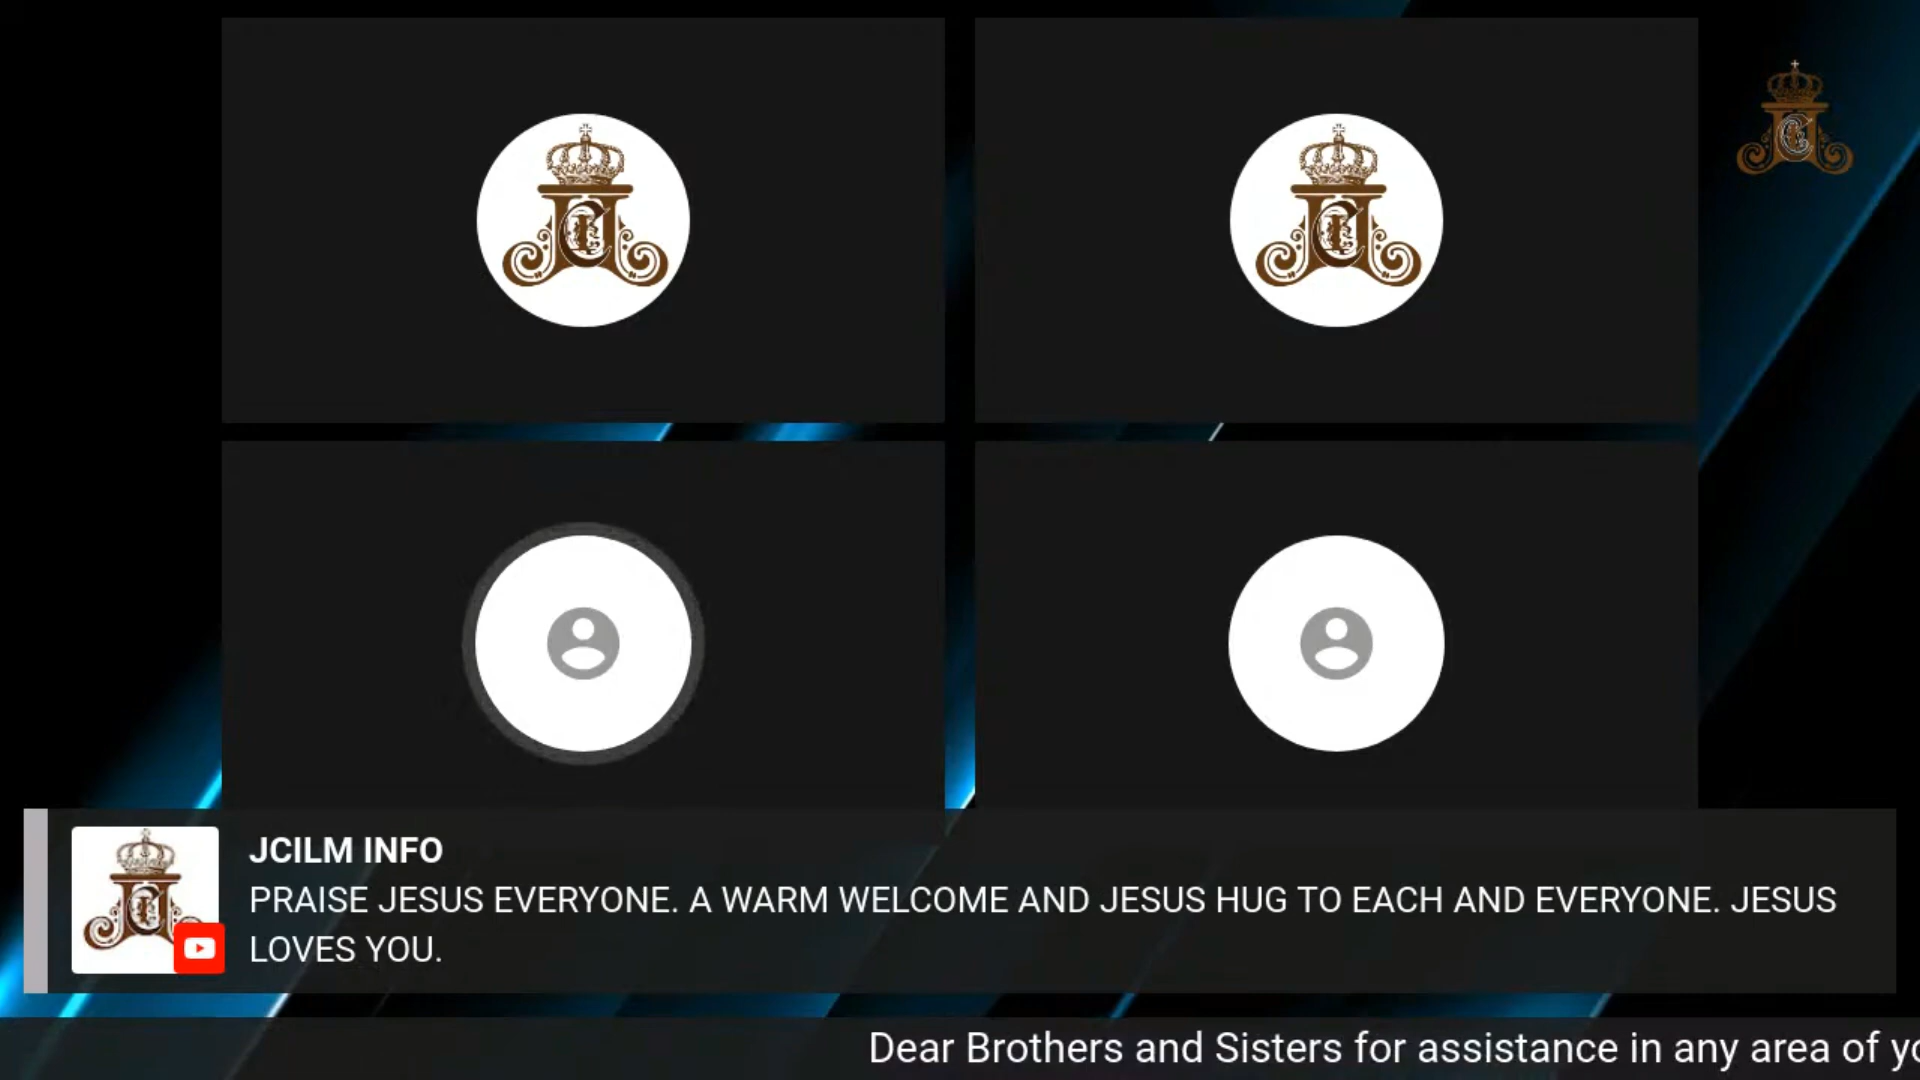 JCILM INFO
PRAISE JESUS EVERYONE. A WARM WELCOME AND JESUS HUG TO EACH AND EVERYONE. JESUS
LOVES YOU.
Dear Brothers and Sisters for assistance in any area of